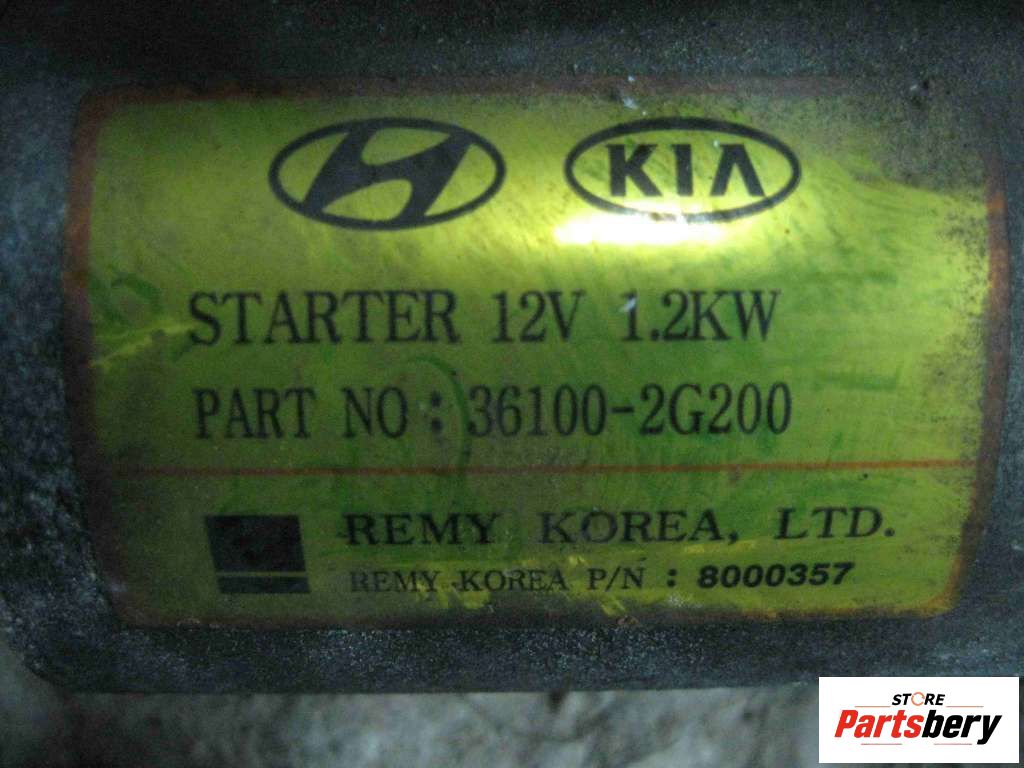 KIA
STARTER 12V 1.2KW
PART NO : 36100-2G200
REMY KOREA, LTD.
REMY KOREA P/N : 8000357
STORE
Partsbery